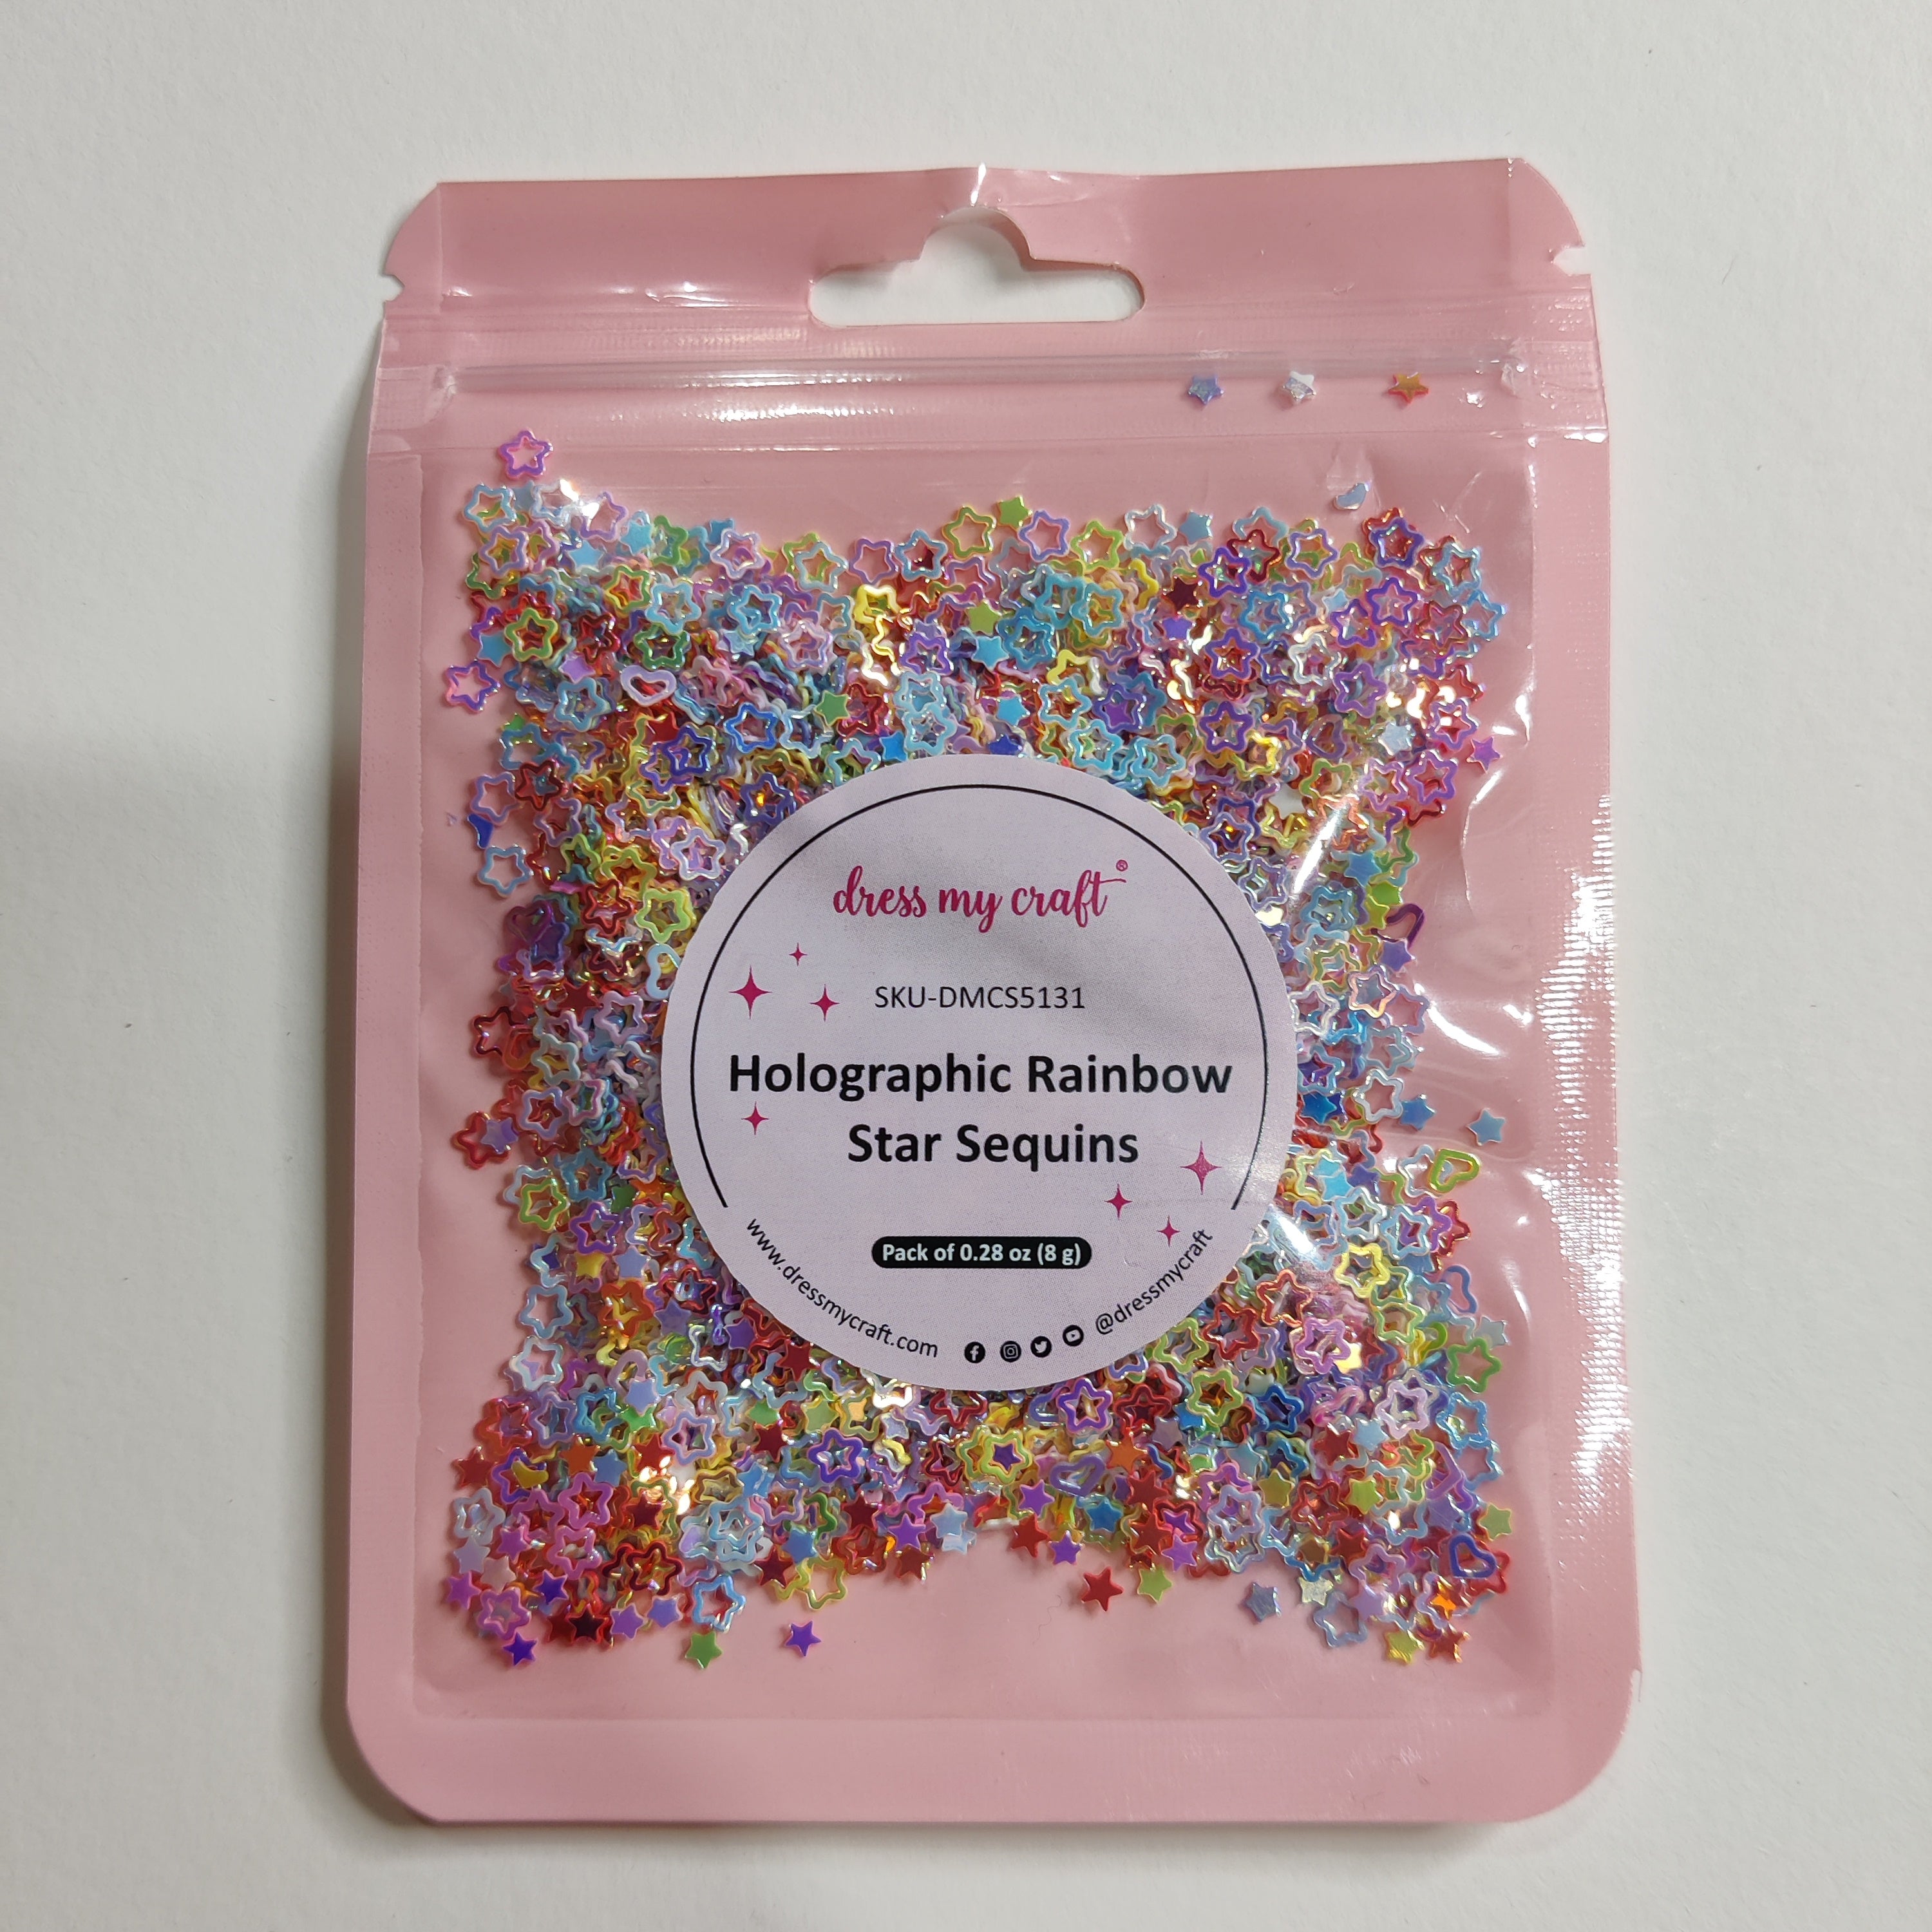 dress my craft®
SKU-DMCS5131
Holographic Rainbow
Star Sequins
Pack of 0.28 oz (8 g)
www.dressmycraft.com
@dressmycraft